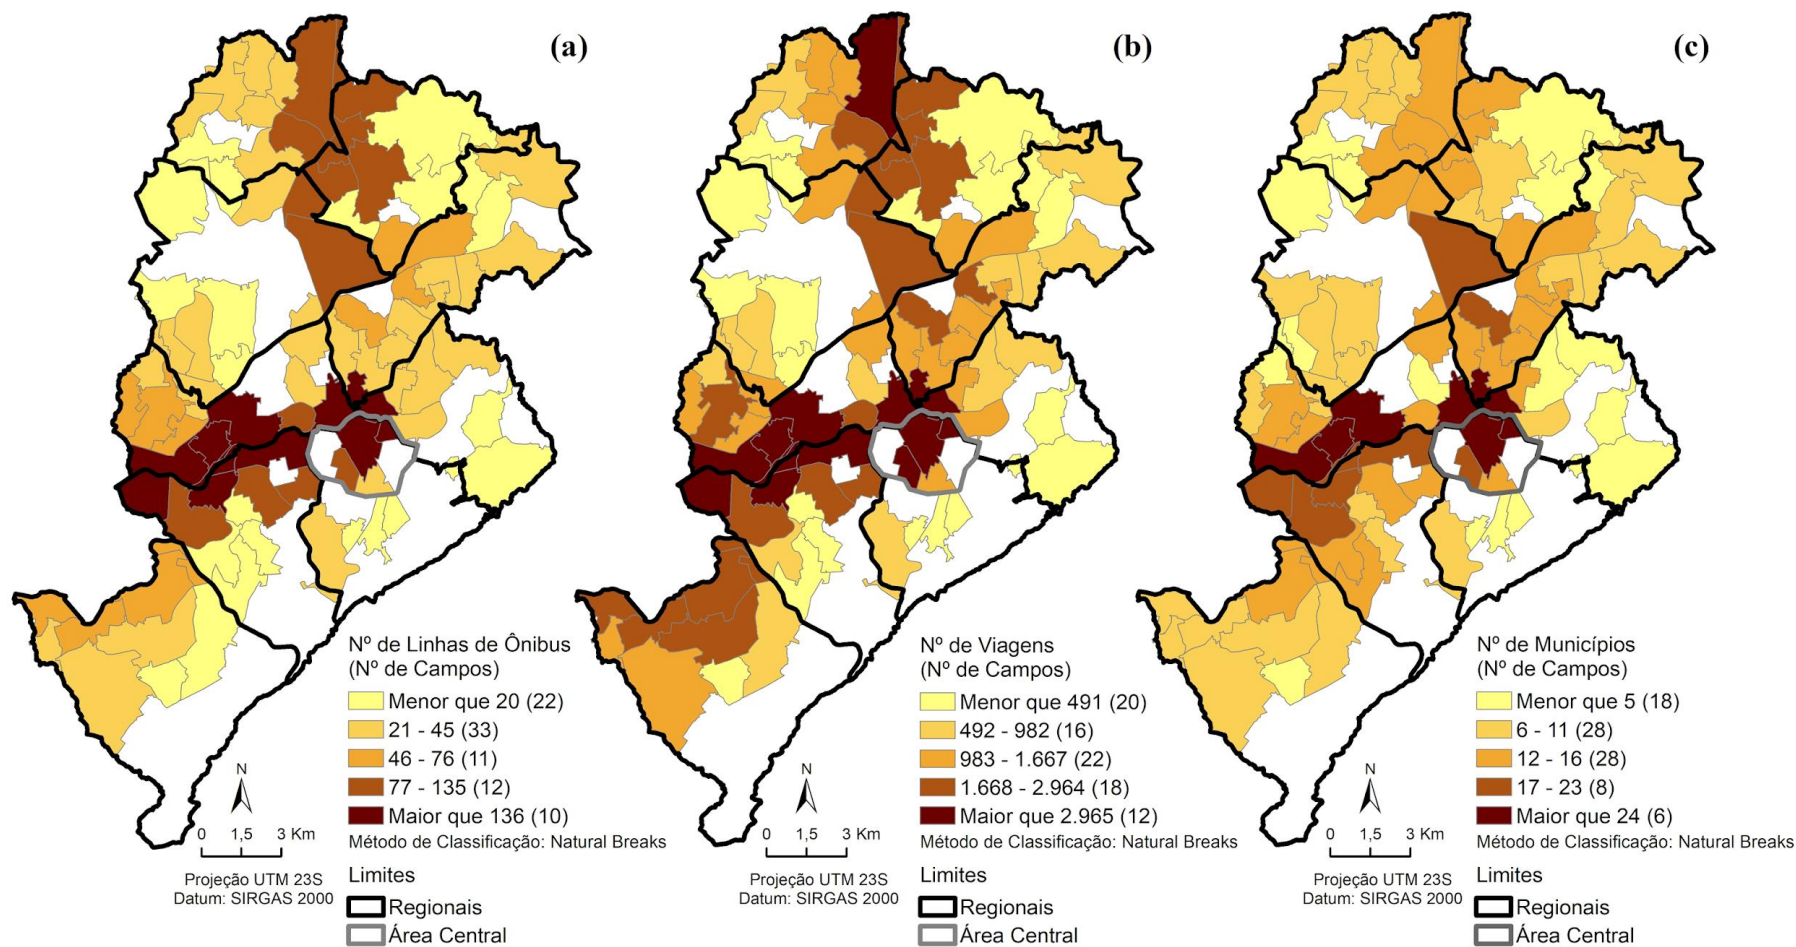 (a)
Nº de Linhas de Ônibus
(Nº de Campos)
Menor que 20 (22)
21 - 45 (33)
46 - 76 (11)
77 - 135 (12)
Maior que 136 (10)
Método de Classificação: Natural Breaks
Limites
Regionais
Área Central
N
0 1,5 3 Km
Projeção UTM 23S
Datum: SIRGAS 2000
(b)
Nº de Viagens
(Nº de Campos)
Menor que 491 (20)
492 - 982 (16)
983 - 1.667 (22)
1.668 - 2.964 (18)
Maior que 2.965 (12)
Método de Classificação: Natural Breaks
Limites
Regionais
Área Central
N
0 1,5 3 Km
Projeção UTM 23S
Datum: SIRGAS 2000
(c)
Nº de Municípios
(Nº de Campos)
Menor que 5 (18)
6 - 11 (28)
12 - 16 (28)
17 - 23 (8)
Maior que 24 (6)
Método de Classificação: Natural Breaks
Limites
Regionais
Área Central
N
0 1,5 3 Km
Projeção UTM 23S
Datum: SIRGAS 2000